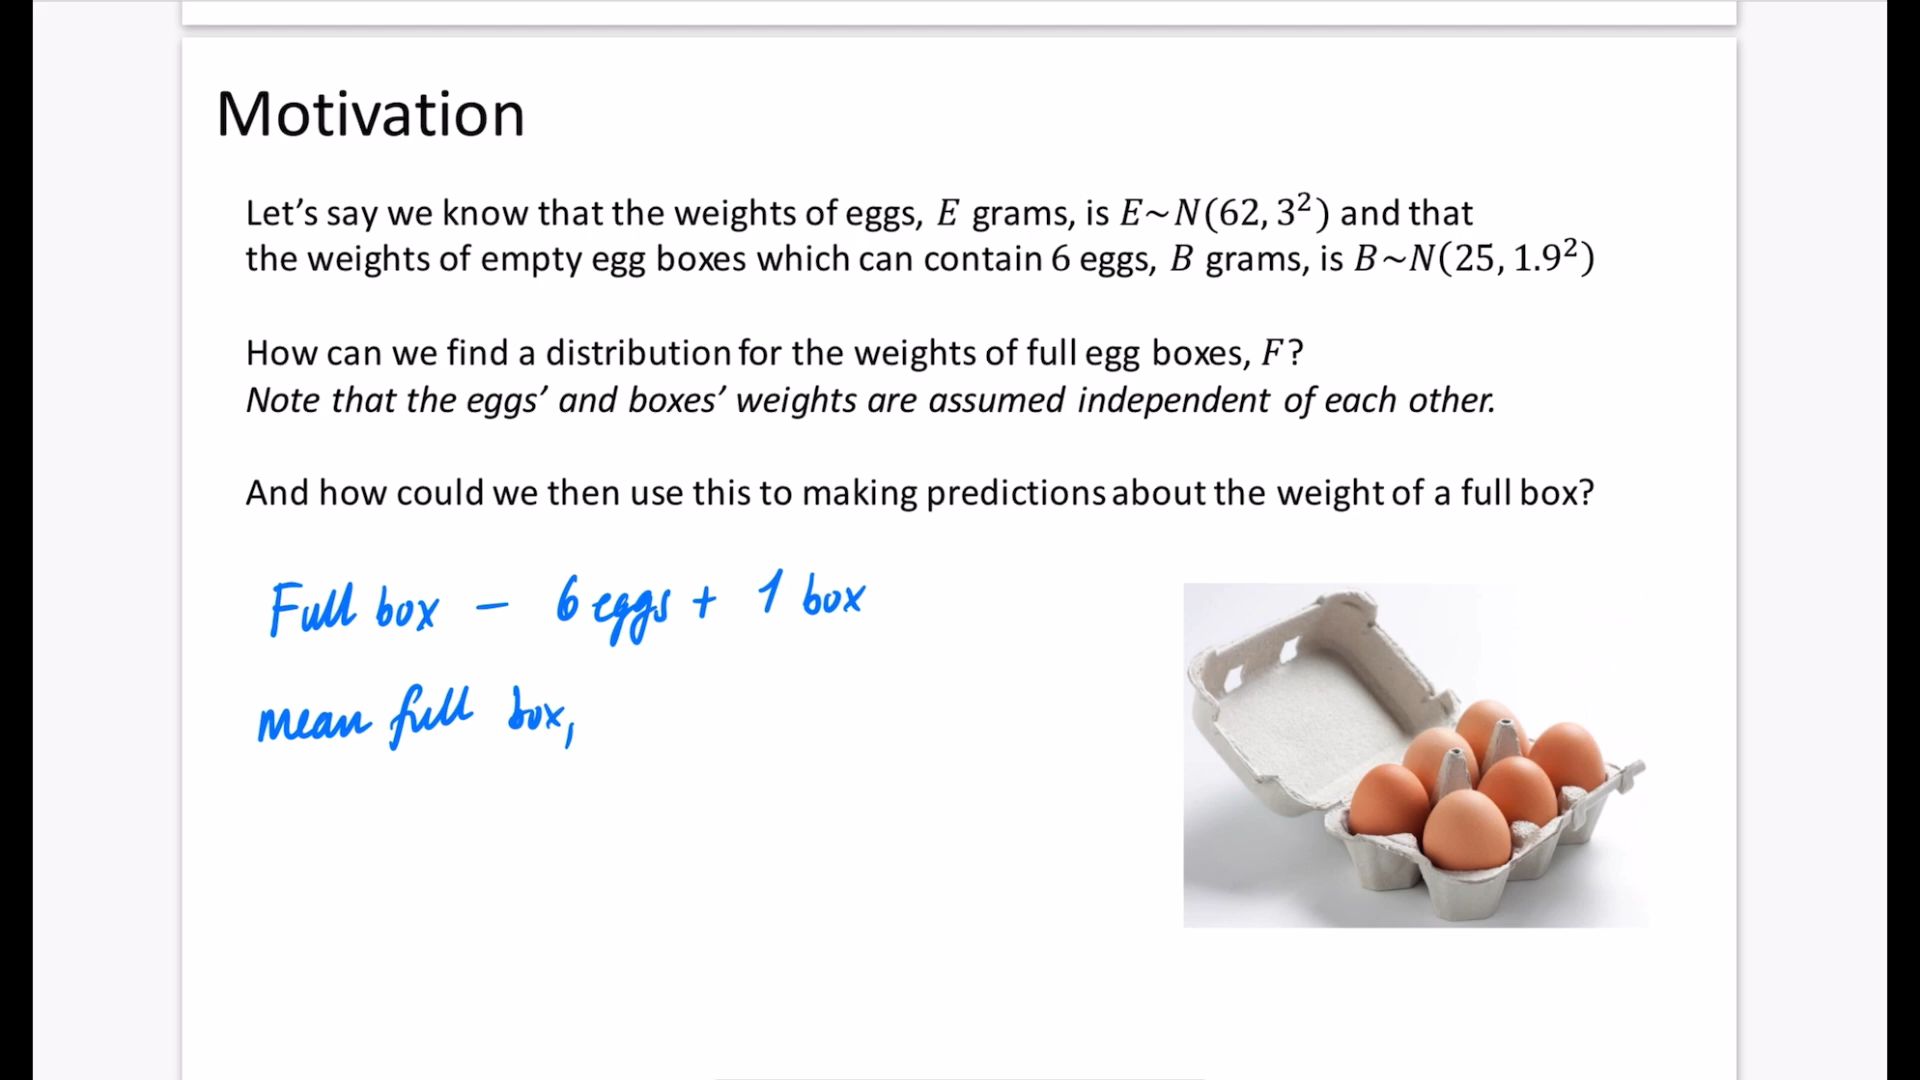 Motivation
Let's say we know that the weights of eggs, E grams, is E~N(62, 3²) and that
the weights of empty egg boxes which can contain 6 eggs, B grams, is B~N(25, 1.9²)
How can we find a distribution for the weights of full egg boxes, F?
Note that the eggs' and boxes' weights are assumed independent of each other.
And how could we then use this to making predictions about the weight of a full box?
Full box – 6 eggs + 1 box
mean full box,